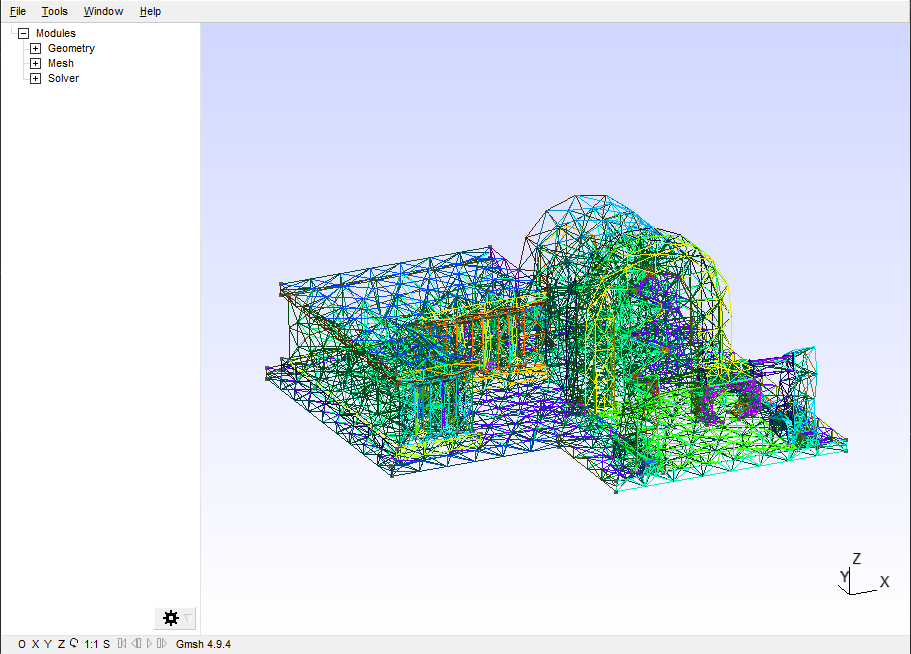 File Tools Window Help
Modules
Geometry
Mesh
Solver
Z
Y X
O X Y Z 1:1 S Gmsh 4.9.4